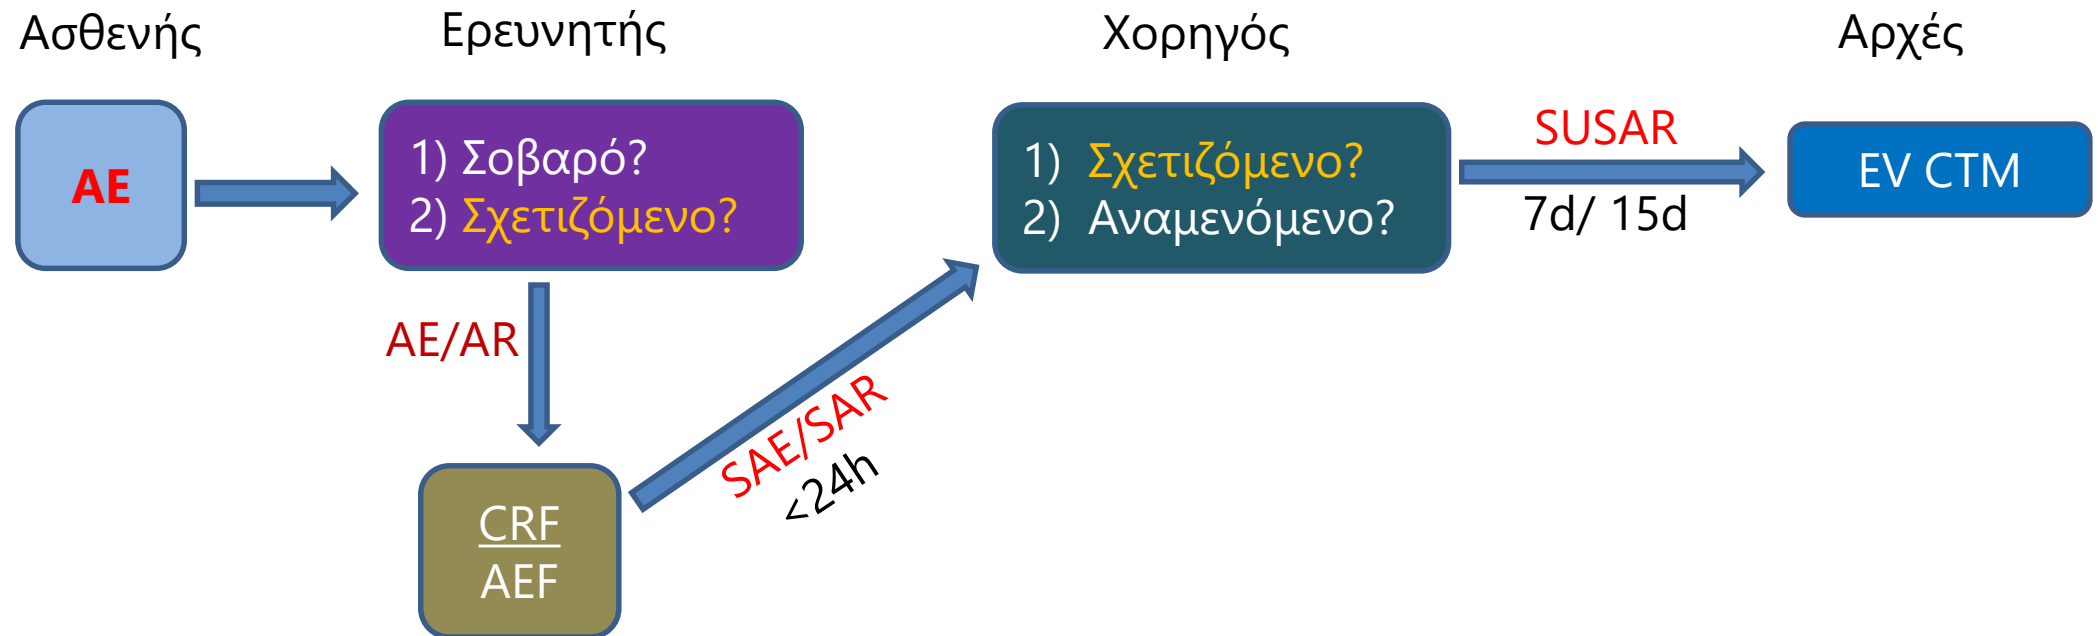 Ασθενής
Ερευνητής
Χορηγός
Αρχές
AE
1) Σοβαρό?
2) Σχετιζόμενο?
1) Σχετιζόμενο?
2) Αναμενόμενο?
SUSAR
7d/ 15d
EV CTM
AE/AR
SAE/SAR
<24h
CRF
AEF